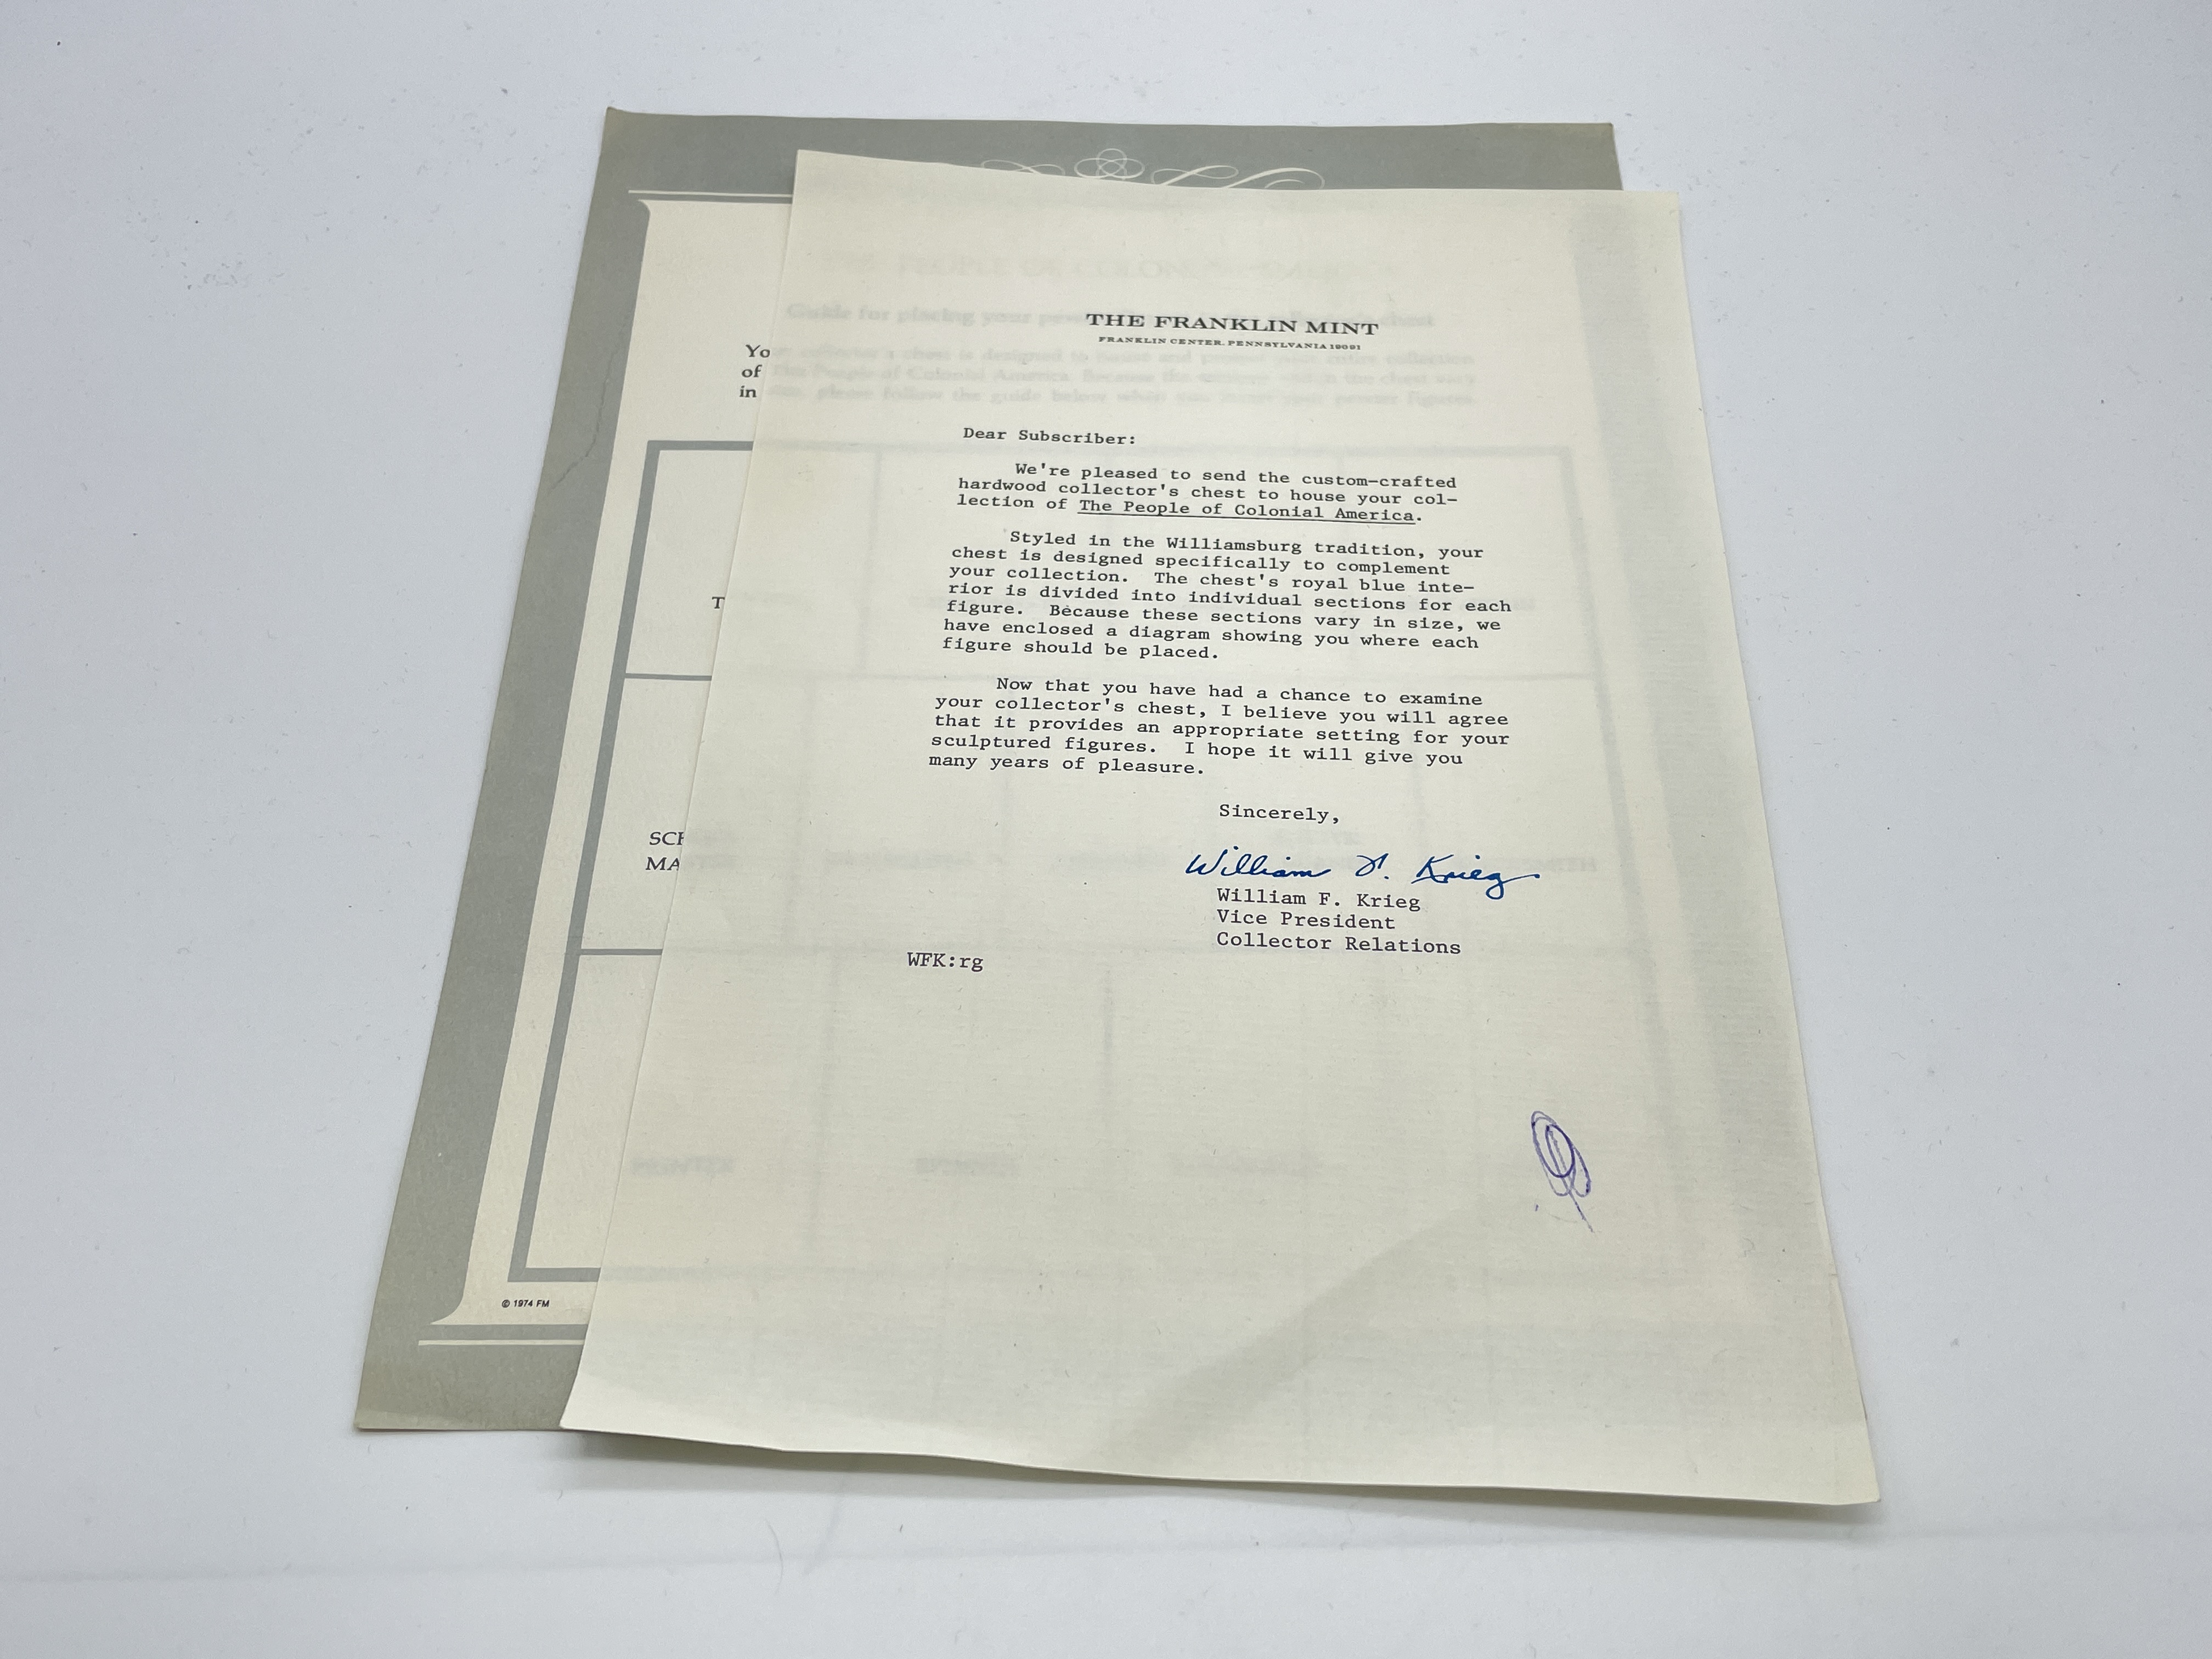 THE FRANKLIN MINT
FRANKLIN CENTER, PENNSYLVANIA 19091
Dear Subscriber:
We're pleased to send the custom-crafted
hardwood collector's chest to house your col-
lection of The People of Colonial America.
Styled in the Williamsburg tradition, your
chest is designed specifically to complement
your collection. The chest's royal blue inte-
rior is divided into individual sections for each
figure. Because these sections vary in size, we
have enclosed a diagram showing you where each
figure should be placed.
Now that you have had a chance to examine
your collector's chest, I believe you will agree
that it provides an appropriate setting for your
sculptured figures. I hope it will give you
many years of pleasure.
Sincerely,
William F. Krieg
William F. Krieg
Vice President
Collector Relations
WFK:rg
Yo
of
in
T
SCH
MA
© 1974 FM